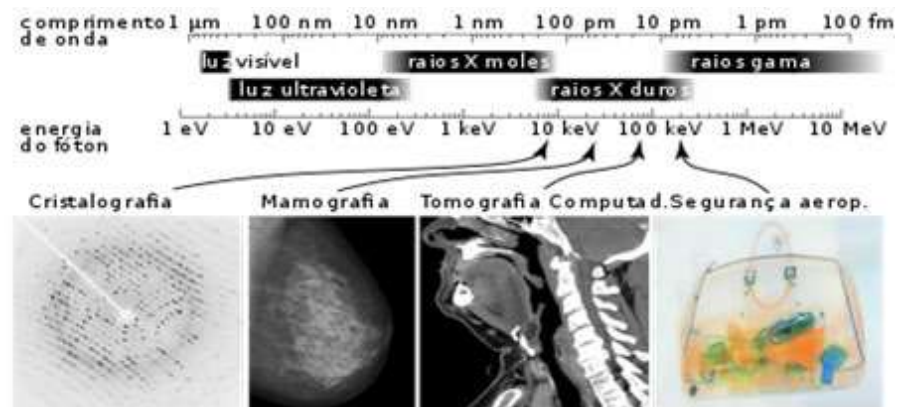 comprimento 1 µm 100 nm 10 nm 1 nm 100 pm 10 pm 1 pm 100 fm
de onda
luz visível raios X moles raios gama
luz ultravioleta raios X duros
energia 1 eV 10 eV 100 eV 1 keV 10 keV 100 keV 1 MeV 10 MeV
do fóton
Cristalografia Mamografia Tomografia Computad. Segurança aerop.